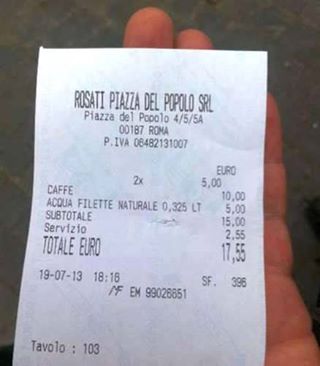 ROSATI PIAZZA DEL POPOLO SRL
Piazza del Popolo 4/5/5A
00187 ROMA
P.IVA 06482131007
EURO
2x 5,00
CAFFE 10,00
ACQUA FILETTE NATURALE 0,325 LT 5,00
SUBTOTALE 15,00
Servizio 2,55
TOTALE EURO 17,55
19-07-13 18:16 SF. 396
MF EM 99026851
Tavolo : 103